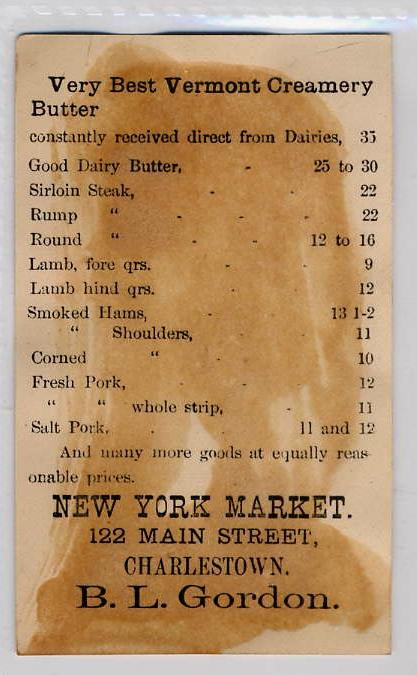 Very Best Vermont Creamery
Butter
constantly received direct from Dairies, 35
Good Dairy Butter, - 25 to 30
Sirloin Steak, - - 22
Rump “ - - - 22
Round “ - - 12 to 16
Lamb, fore qrs. - - 9
Lamb hind qrs. - - 12
Smoked Hams, - - 13 1-2
“ Shoulders, - 11
Corned “ - 10
Fresh Pork, - - 12
“ “ whole strip, - 11
Salt Pork, . . 11 and 12
And many more goods at equally reas-
onable prices.
NEW YORK MARKET.
122 MAIN STREET,
CHARLESTOWN.
B. L. Gordon.